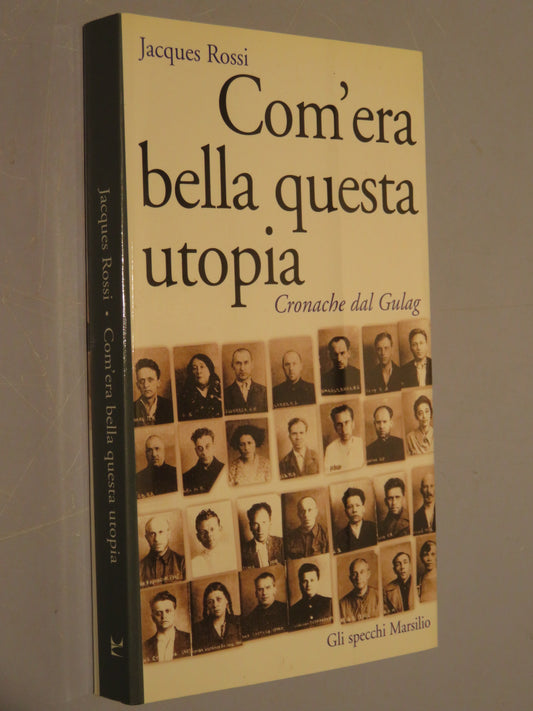 Jacques Rossi
Com'era
bella questa
utopia
Cronache dal Gulag
Gli specchi Marsilio
Jacques Rossi • Com'era bella questa utopia